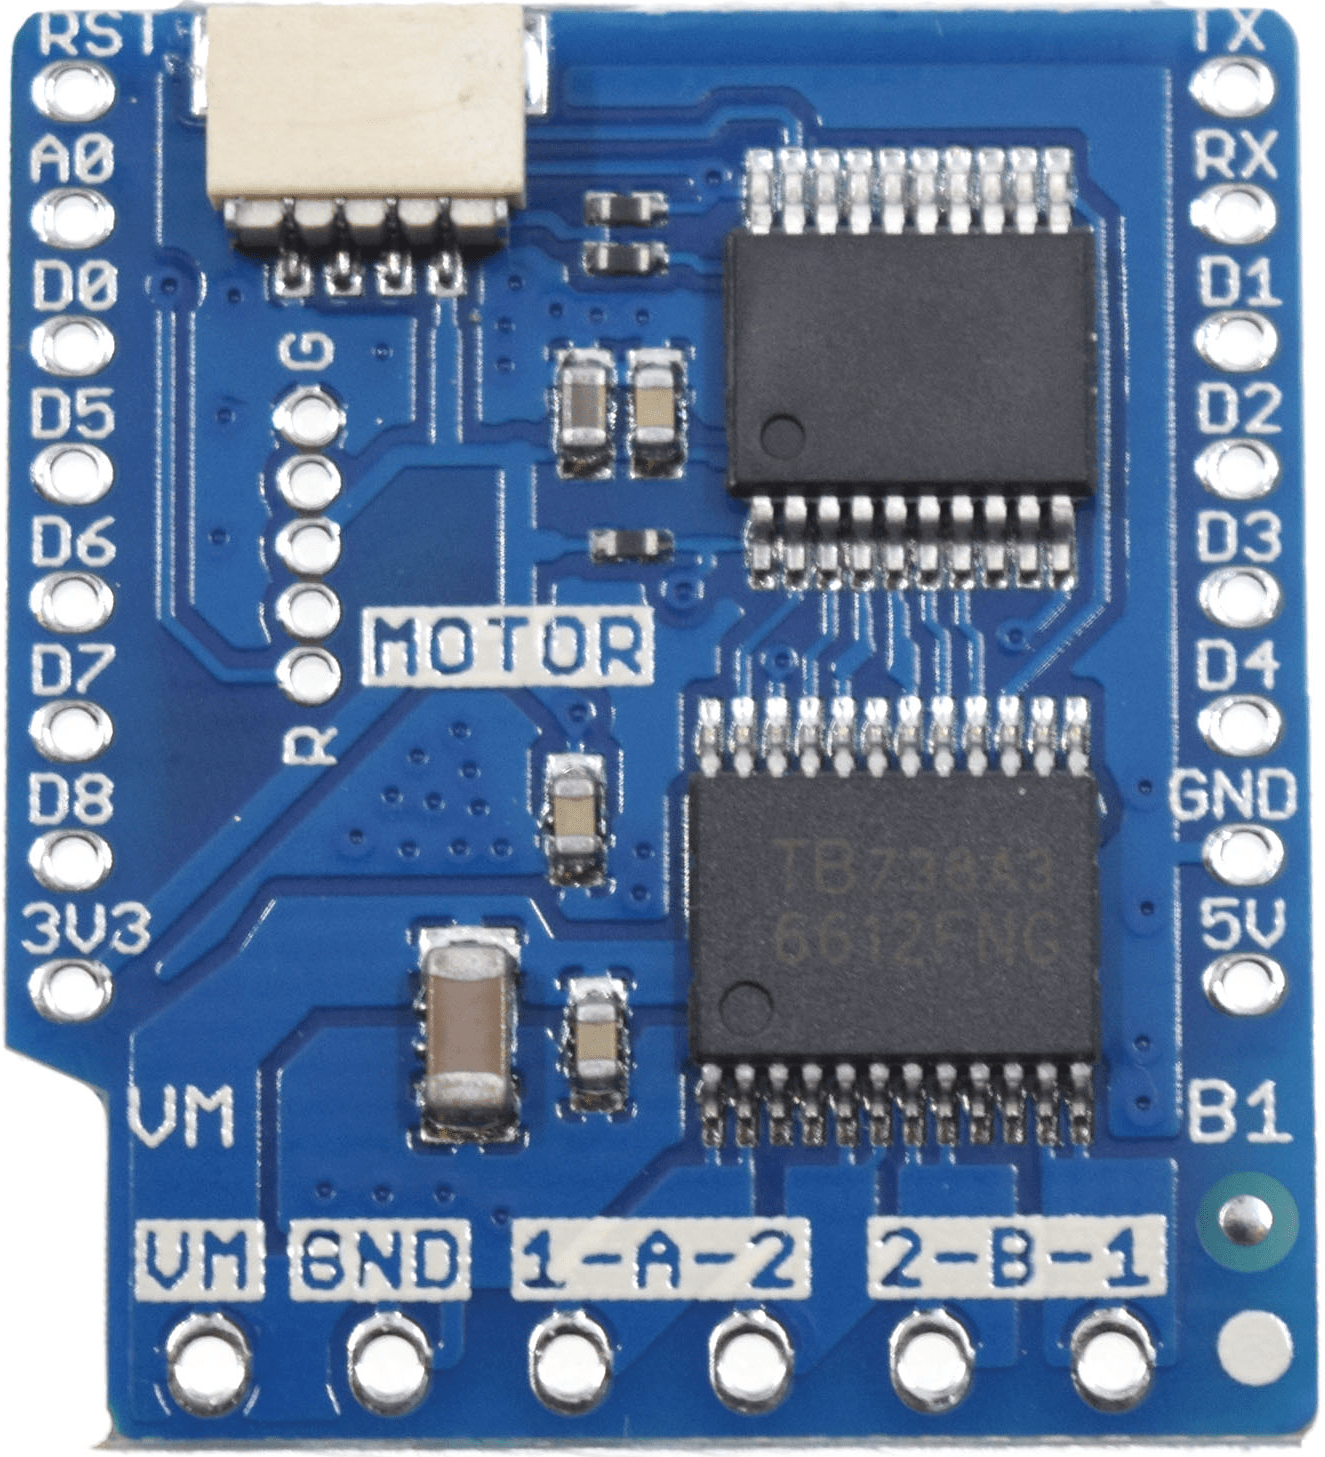 RST
TX
A0
RX
D0
D1
G
D5
D2
D6
D3
MOTOR
D7
D4
R
D8
GND
TB738A3
6612FNG
3V3
5V
VM
B1
VM
GND
1-A-2
2-B-1